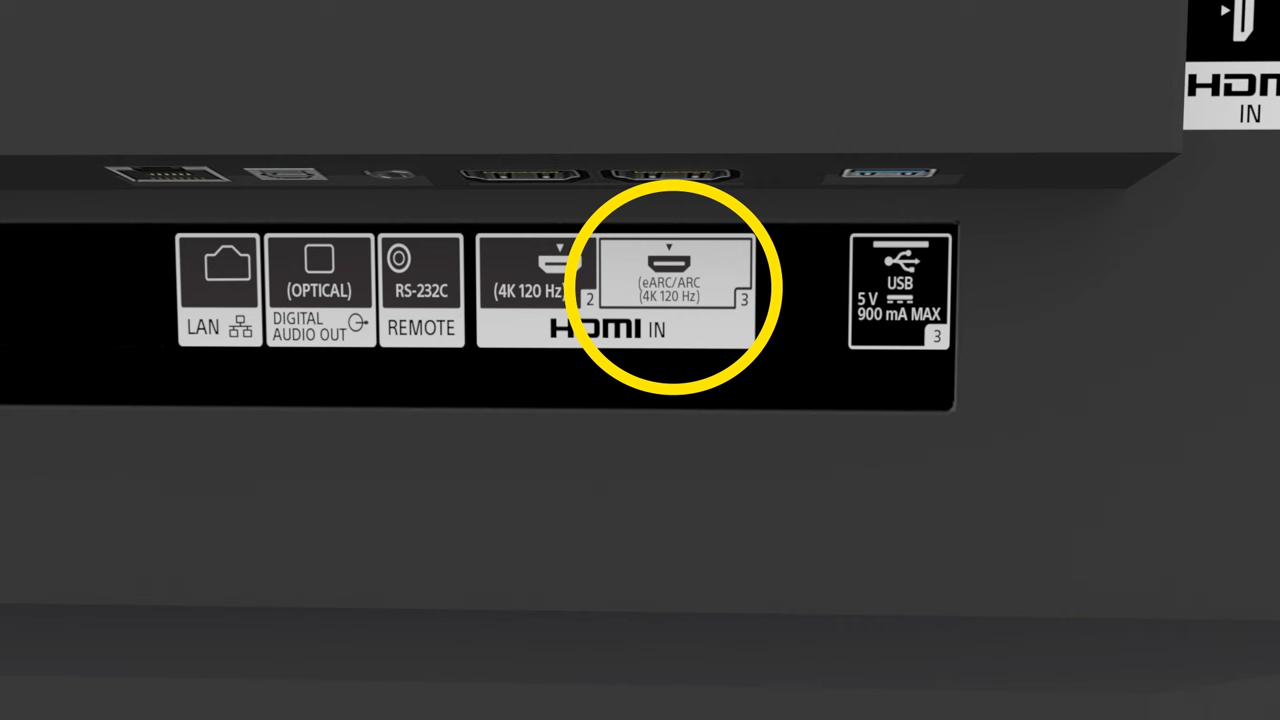 HDMI
IN
LAN
(OPTICAL)
DIGITAL
AUDIO OUT
RS-232C
REMOTE
(4K 120 Hz)
2
(eARC/ARC
(4K 120 Hz)
3
HDMI IN
USB
5 V
900 mA MAX
3